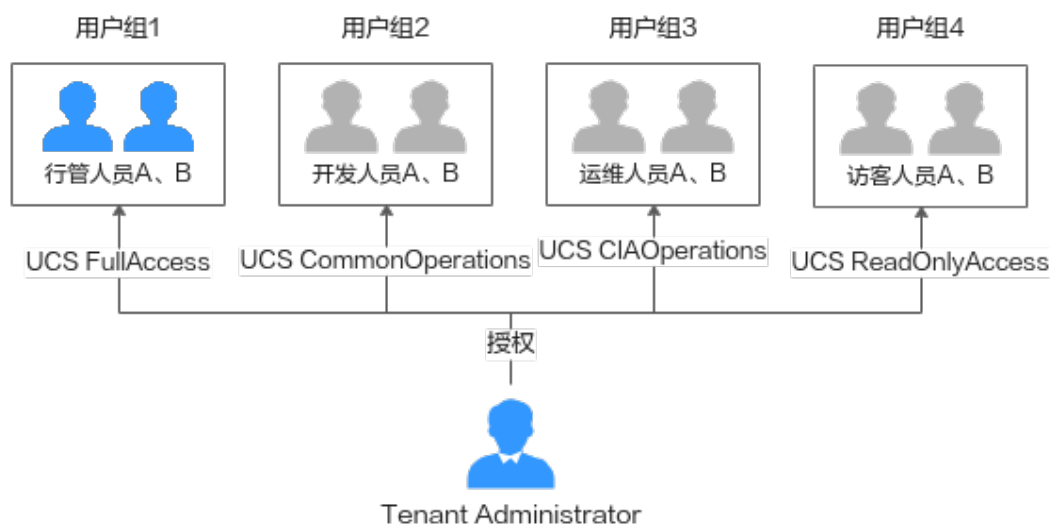 用户组1
用户组2
用户组3
用户组4
行管人员A、B
开发人员A、B
运维人员A、B
访客人员A、B
UCS FullAccess
UCS CommonOperations
UCS CIAOperations
UCS ReadOnlyAccess
授权
Tenant Administrator